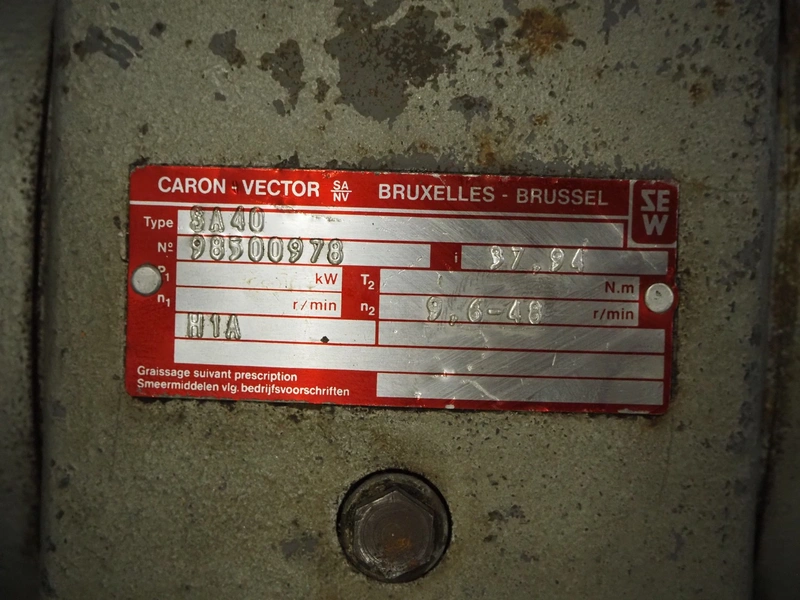 CARON - VECTOR SA/NV BRUXELLES - BRUSSEL
SEW
Type SA40
Nº 98500978 i 37,94
P1 kW T2 N.m
n1 r/min n2 9,6-48 r/min
H1A
Graissage suivant prescription
Smeermiddelen vlg. bedrijfsvoorschriften